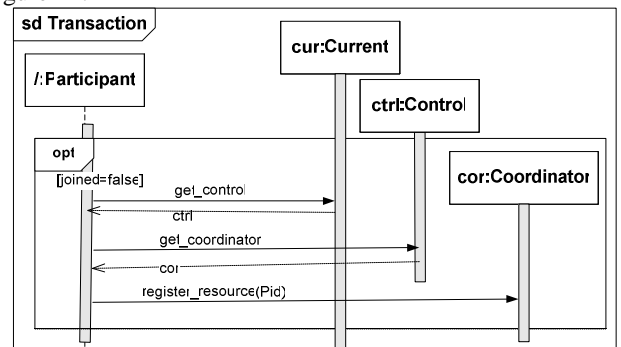 sd Transaction
cur:Current
/:Participant
ctrl:Control
opt
cor:Coordinator
[joined=false]
get_control
ctrl
get_coordinator
cor
register_resource(Pid)